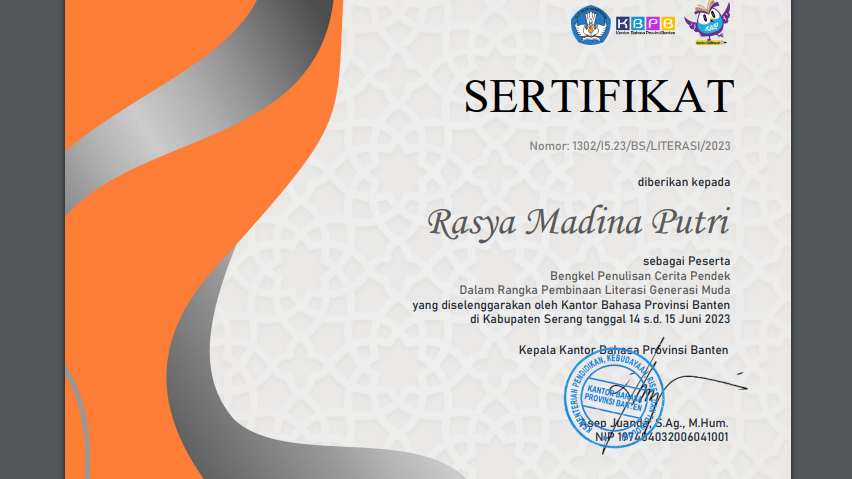 KBPB
Kantor Bahasa Provinsi Banten
SERTIFIKAT
Nomor: 1302/I5.23/BS/LITERASI/2023
diberikan kepada
Rasya Madina Putri
sebagai Peserta
Bengkel Penulisan Cerita Pendek
Dalam Rangka Pembinaan Literasi Generasi Muda
yang diselenggarakan oleh Kantor Bahasa Provinsi Banten
di Kabupaten Serang tanggal 14 s.d. 15 Juni 2023
Kepala Kantor Bahasa Provinsi Banten
KEMENTERIAN PENDIDIKAN, KEBUDAYAAN, RISET
KANTOR BAHASA
PROVINSI BANTEN
Asep Juanda, S.Ag., M.Hum.
NIP 197404032006041001